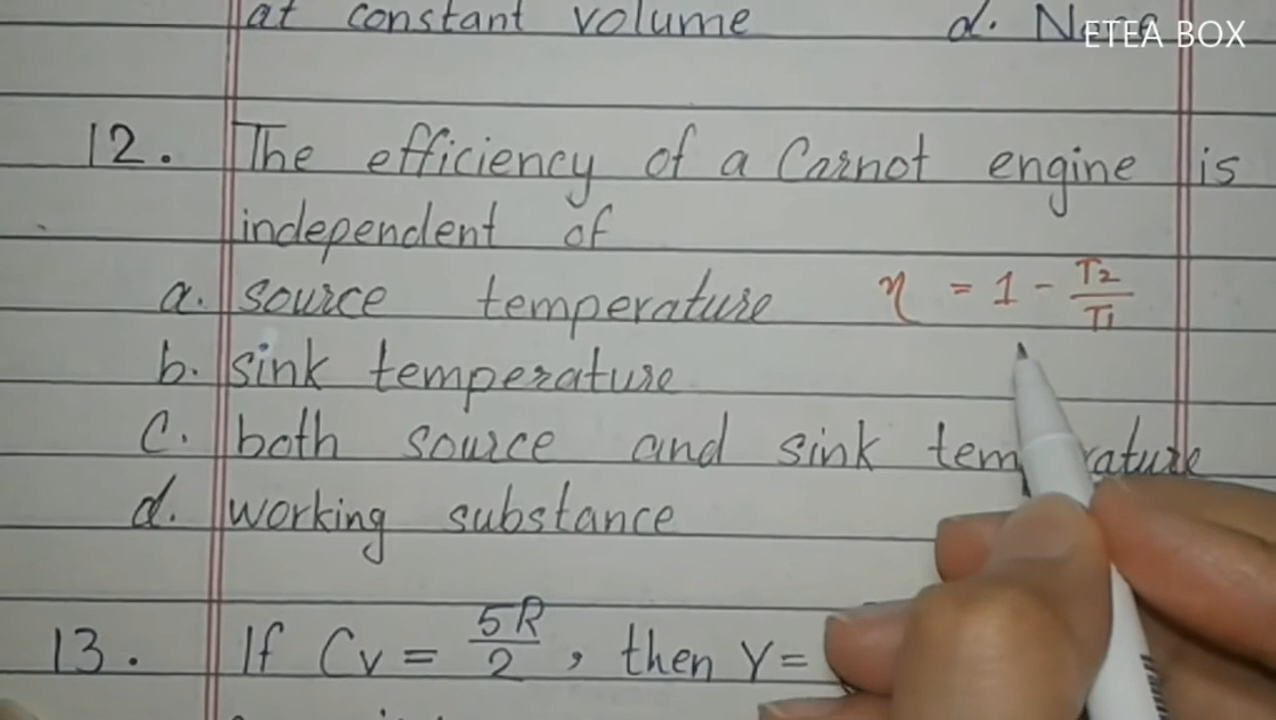 at constant volume d. None
ETEA BOX
12. The efficiency of a Carnot engine is
independent of
a. source temperature η = 1 - T2/T1
b. sink temperature
c. both source and sink temperature
d. working substance
13. If Cv = 5R/2, then γ =